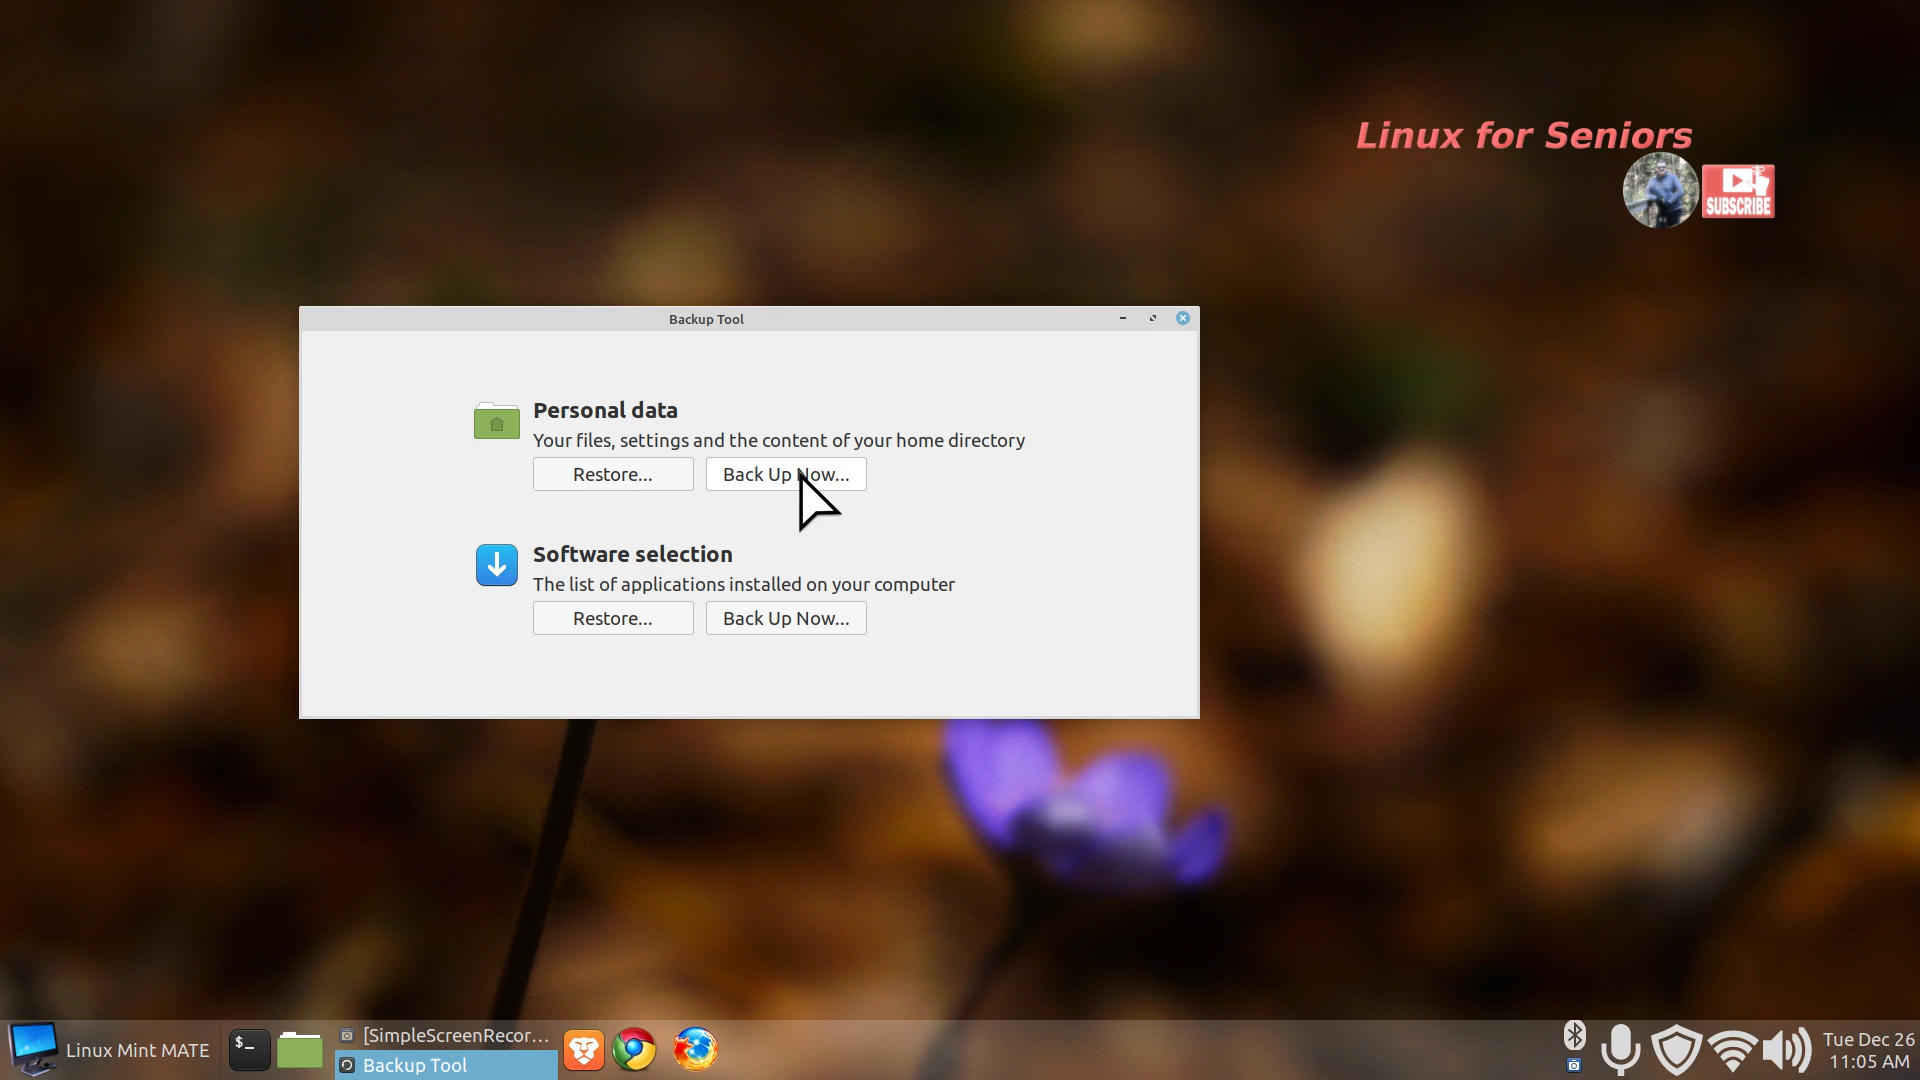 Linux for Seniors
SUBSCRIBE
Backup Tool
Personal data
Your files, settings and the content of your home directory
Restore...
Back Up Now...
Software selection
The list of applications installed on your computer
Restore...
Back Up Now...
Linux Mint MATE
$_
[SimpleScreenRecor...
Backup Tool
Tue Dec 26
11:05 AM